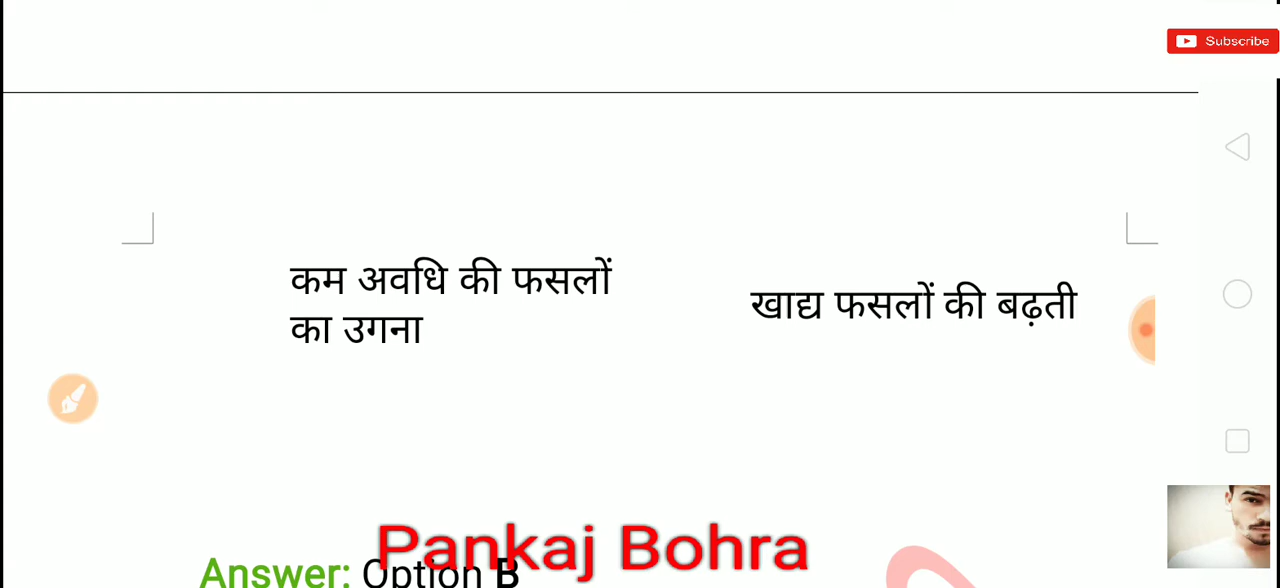 Subscribe
कम अवधि की फसलों
का उगना
खाद्य फसलों की बढ़ती
Pankaj Bohra
Answer: Option B